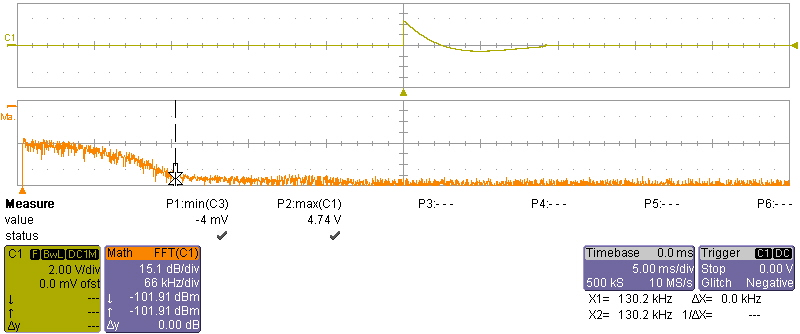 C1
Ma.
Measure P1:min(C3) P2:max(C1) P3:--- P4:--- P5:--- P6:---
value -4 mV 4.74 V
status
C1 F BwL DC1M
2.00 V/div
0.0 mV ofst
↓ ---
↑ ---
Δy ---
Math FFT(C1)
15.1 dB/div
66 kHz/div
↓ -101.91 dBm
↑ -101.91 dBm
Δy 0.00 dB
Timebase 0.0 ms
5.00 ms/div
500 kS 10 MS/s
Trigger C1 DC
Stop 0.00 V
Glitch Negative
X1= 130.2 kHz ΔX= 0.0 kHz
X2= 130.2 kHz 1/ΔX= ---